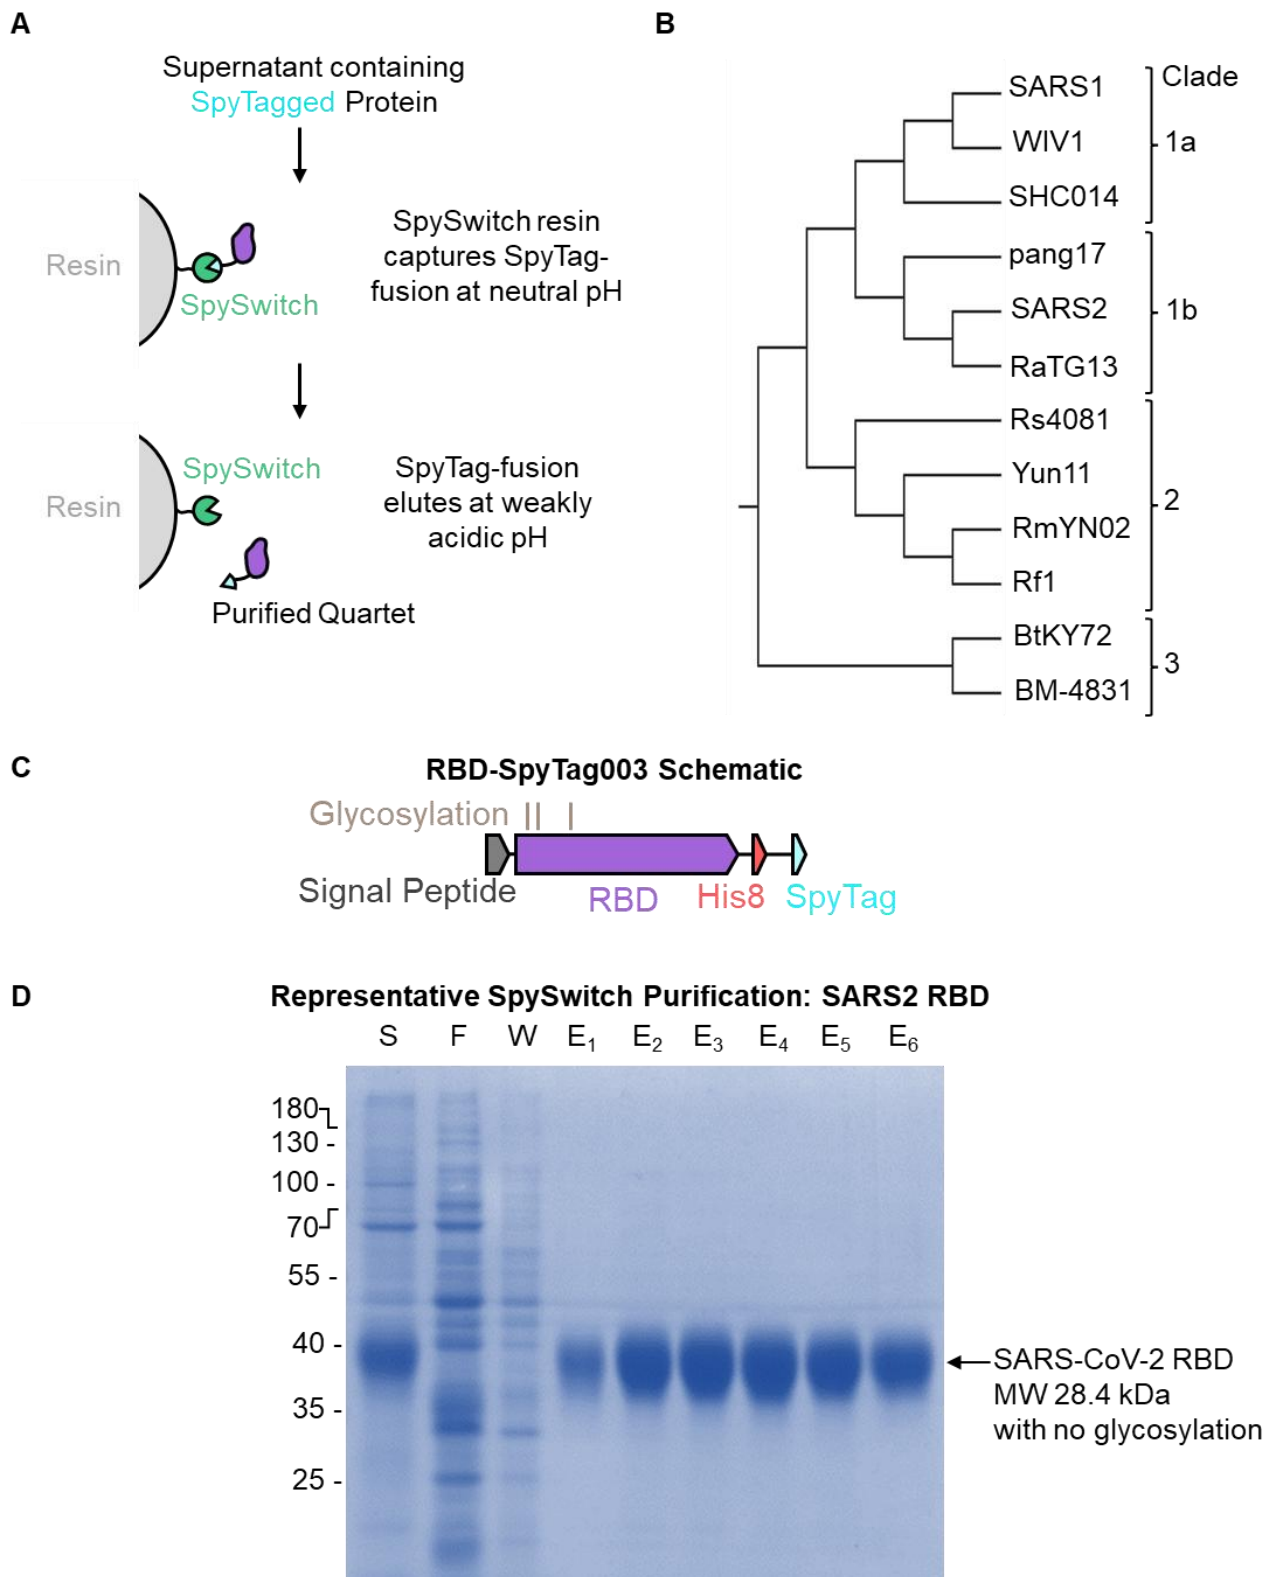 A
Supernatant containing
SpyTagged Protein
Resin
SpySwitch
SpySwitch resin
captures SpyTag-
fusion at neutral pH
Resin
SpySwitch
SpyTag-fusion
elutes at weakly
acidic pH
Purified Quartet
B
Clade
SARS1
WIV1
SHC014
1a
pang17
SARS2
RaTG13
1b
Rs4081
Yun11
RmYN02
Rf1
2
BtKY72
BM-4831
3
C
RBD-SpyTag003 Schematic
Glycosylation
Signal Peptide
RBD
His8
SpyTag
D
Representative SpySwitch Purification: SARS2 RBD
S F W E1 E2 E3 E4 E5 E6
180
130 -
100 -
70
55 -
40 -
35 -
25 -
SARS-CoV-2 RBD
MW 28.4 kDa
with no glycosylation